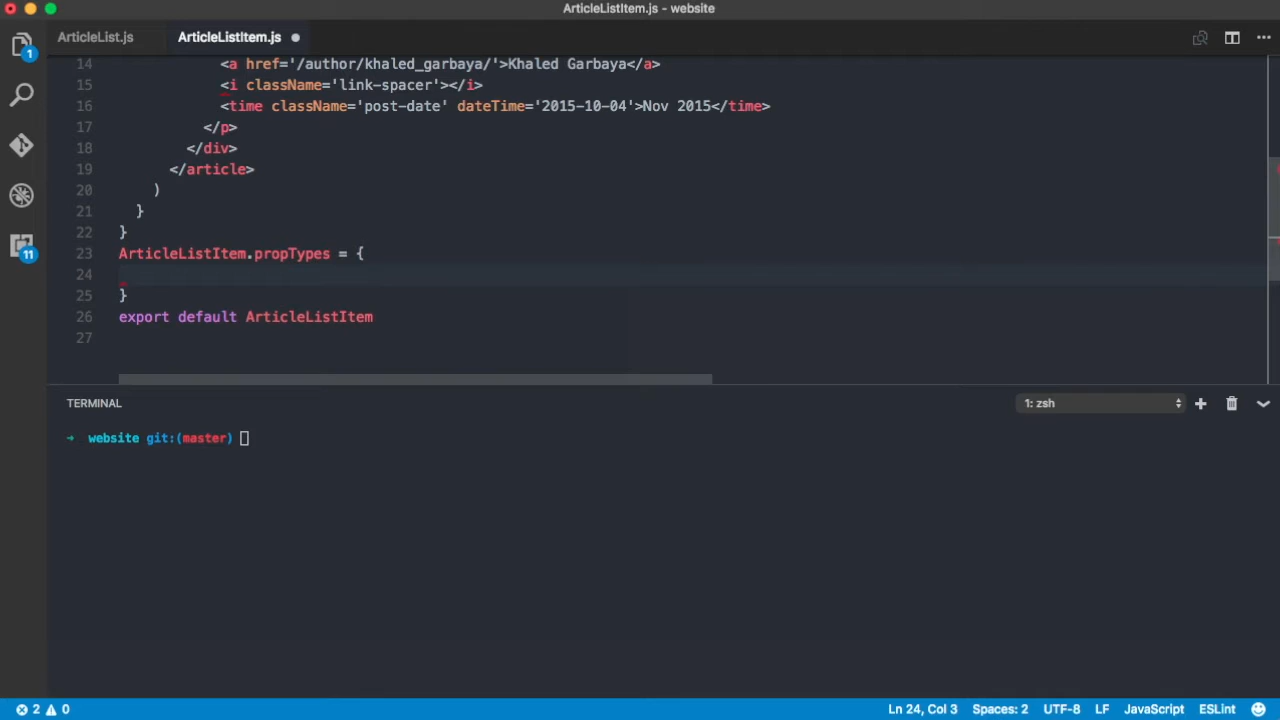 ArticleListItem.js - website
ArticleList.js
ArticleListItem.js
1
14 <a href='/author/khaled_garbaya/'>Khaled Garbaya</a>
15 <i className='link-spacer'></i>
16 <time className='post-date' dateTime='2015-10-04'>Nov 2015</time>
17 </p>
18 </div>
19 </article>
20 )
21 }
22 }
23 ArticleListItem.propTypes = {
24
25 }
26 export default ArticleListItem
27
11
TERMINAL
1: zsh
➜ website git:(master)
2 0
Ln 24, Col 3 Spaces: 2 UTF-8 LF JavaScript ESLint